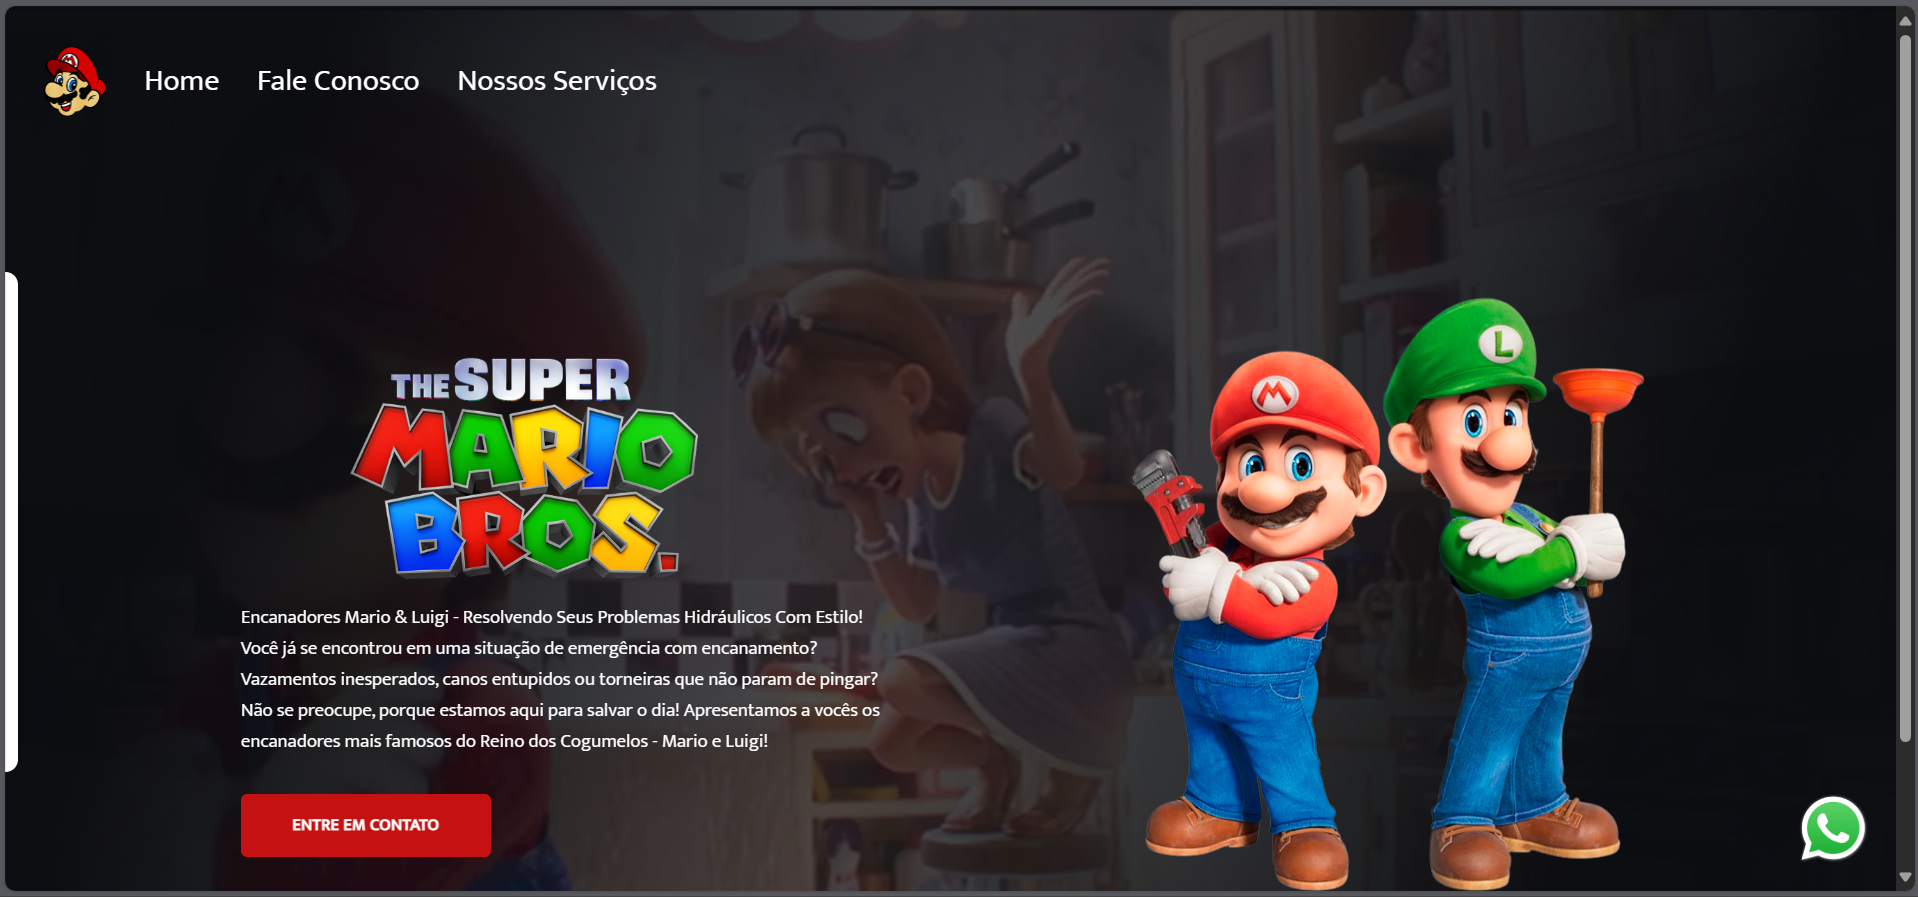 Home Fale Conosco Nossos Serviços
THE SUPER
MARIO
BROS.
M
L
Encanadores Mario & Luigi - Resolvendo Seus Problemas Hidráulicos Com Estilo!
Você já se encontrou em uma situação de emergência com encanamento?
Vazamentos inesperados, canos entupidos ou torneiras que não param de pingar?
Não se preocupe, porque estamos aqui para salvar o dia! Apresentamos a vocês os
encanadores mais famosos do Reino dos Cogumelos - Mario e Luigi!
ENTRE EM CONTATO